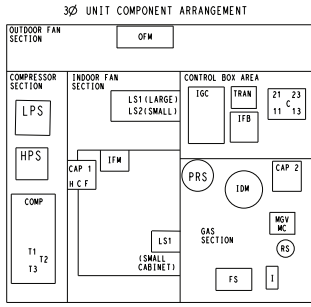 3Ø UNIT COMPONENT ARRANGEMENT
OUTDOOR FAN
SECTION
OFM
COMPRESSOR
SECTION
LPS
HPS
COMP
T1
T2
T3
INDOOR FAN
SECTION
LS1 (LARGE)
LS2(SMALL)
IFM
CAP 1
H C F
LS1
(SMALL
CABINET)
CONTROL BOX AREA
IGC
TRAN
IFB
21 23
C
11 13
PRS
IDM
CAP 2
GAS
SECTION
MGV
MC
RS
FS
I